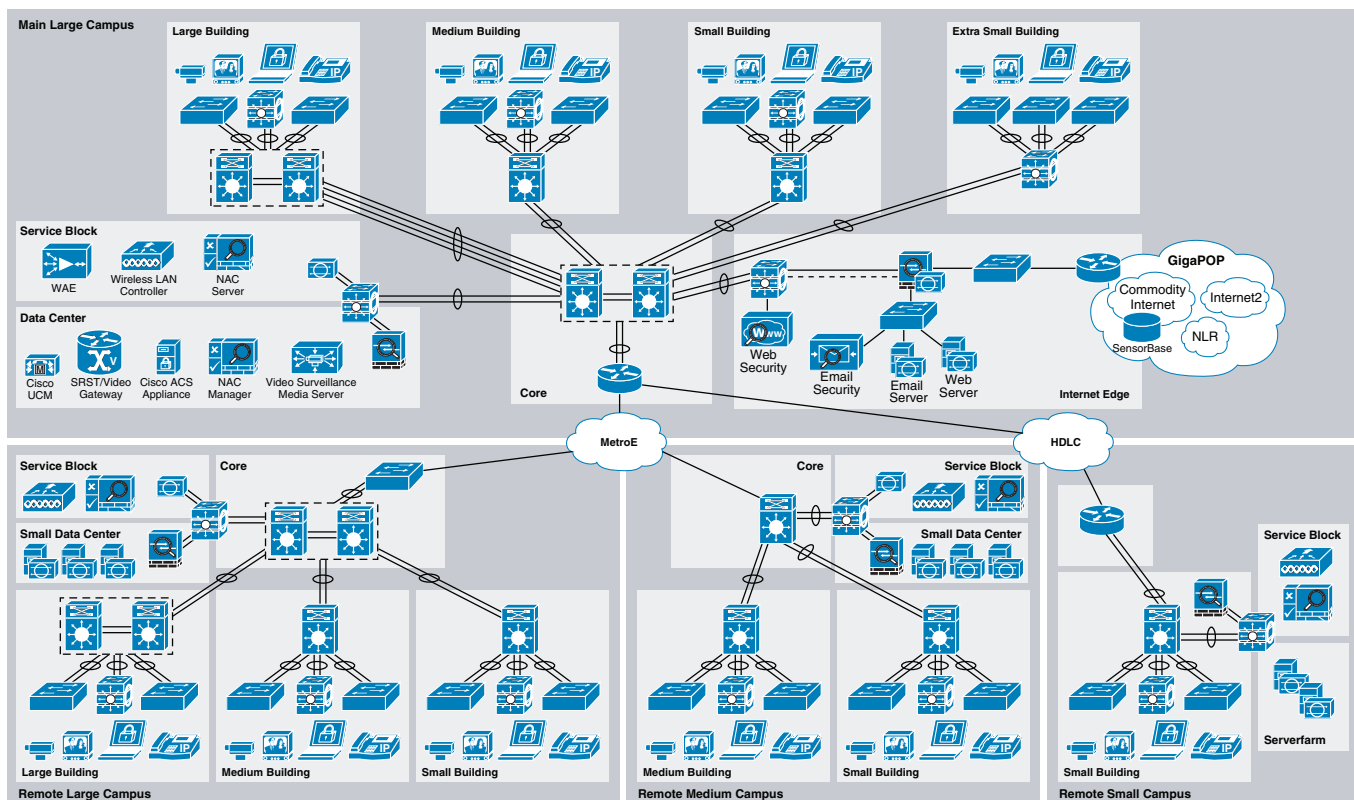 Main Large Campus
Large Building
Medium Building
Small Building
Extra Small Building
IP
IP
IP
IP
Service Block
WAE
Wireless LAN
Controller
NAC
Server
Data Center
M
Cisco
UCM
V
SRST/Video
Gateway
Cisco ACS
Appliance
NAC
Manager
Video Surveillance
Media Server
Core
WWW
Web
Security
Email
Security
Email
Server
Web
Server
Internet Edge
GigaPOP
Commodity
Internet
Internet2
SensorBase
NLR
MetroE
HDLC
Service Block
Core
Small Data Center
IP
IP
IP
Large Building
Medium Building
Small Building
Remote Large Campus
Core
Service Block
Small Data Center
IP
IP
Medium Building
Small Building
Remote Medium Campus
Service Block
IP
Serverfarm
Small Building
Remote Small Campus